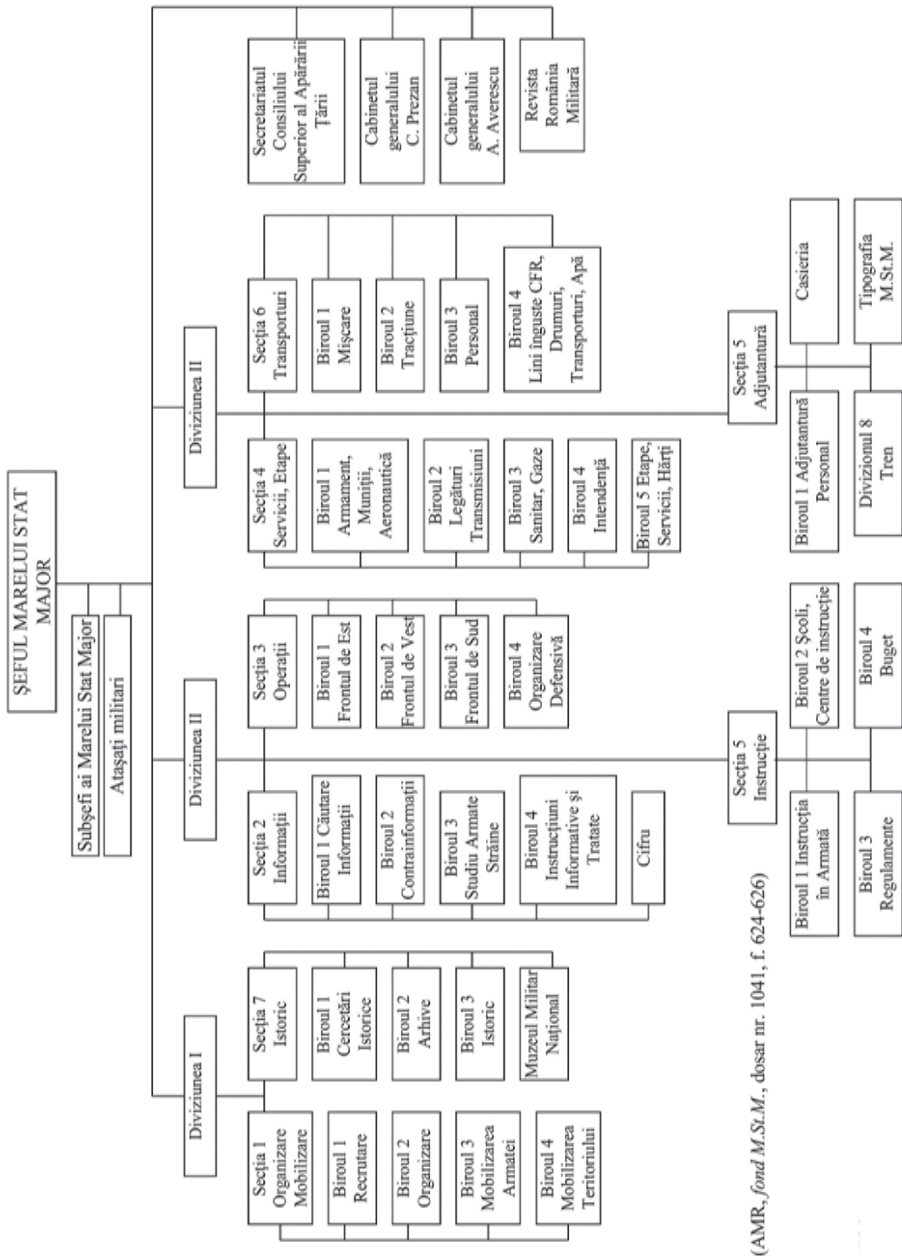 ŞEFUL MARELUI STAT
MAJOR
Subşefi ai Marelui Stat Major
Ataşaţi militari
Diviziunea I
Secţia 1
Organizare
Mobilizare
Biroul 1
Recrutare
Biroul 2
Organizare
Biroul 3
Mobilizarea
Armatei
Biroul 4
Mobilizarea
Teritoriului
Secţia 7
Istoric
Biroul 1
Cercetări
Istorice
Biroul 2
Arhive
Biroul 3
Istoric
Muzeul Militar
Naţional
Diviziunea II
Secţia 2
Informaţii
Biroul 1 Căutare
Informaţii
Biroul 2
Contrainformaţii
Biroul 3
Studiu Armate
Străine
Biroul 4
Instrucţiuni
Informative şi
Tratate
Cifru
Secţia 3
Operaţii
Biroul 1
Frontul de Est
Biroul 2
Frontul de Vest
Biroul 3
Frontul de Sud
Biroul 4
Organizare
Defensivă
Secţia 5
Instrucţie
Biroul 1 Instrucţia
în Armată
Biroul 2 Şcoli,
Centre de instrucţie
Biroul 3
Regulamente
Biroul 4
Buget
Diviziunea II
Secţia 4
Servicii, Etape
Biroul 1
Armament,
Muniţii,
Aeronautică
Biroul 2
Legături
Transmisiuni
Biroul 3
Sanitar, Gaze
Biroul 4
Intendenţă
Biroul 5 Etape,
Servicii, Hărţi
Secţia 6
Transporturi
Biroul 1
Mişcare
Biroul 2
Tracţiune
Biroul 3
Personal
Biroul 4
Lini înguste CFR,
Drumuri,
Transporturi, Apă
Secţia 5
Adjutantură
Biroul 1 Adjutantură
Personal
Casieria
Divizionul 8
Tren
Tipografia
M.St.M.
Secretariatul
Consiliului
Superior al Apărării
Ţării
Cabinetul
generalului
C. Prezan
Cabinetul
generalului
A. Averescu
Revista
România
Militară
(AMR, fond M.St.M., dosar nr. 1041, f. 624-626)